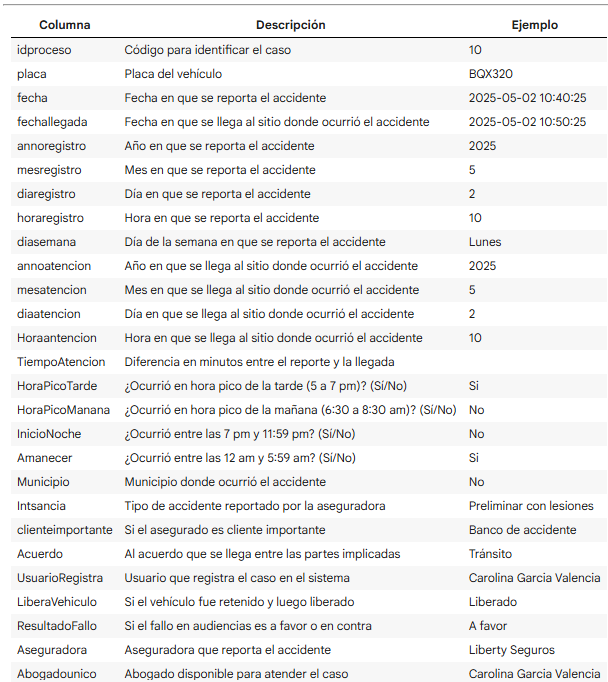 Columna Descripción Ejemplo
idproceso Código para identificar el caso 10
placa Placa del vehículo BQX320
fecha Fecha en que se reporta el accidente 2025-05-02 10:40:25
fechallegada Fecha en que se llega al sitio donde ocurrió el accidente 2025-05-02 10:50:25
annoregistro Año en que se reporta el accidente 2025
mesregistro Mes en que se reporta el accidente 5
diaregistro Día en que se reporta el accidente 2
horaregistro Hora en que se reporta el accidente 10
diasemana Día de la semana en que se reporta el accidente Lunes
annoatencion Año en que se llega al sitio donde ocurrió el accidente 2025
mesatencion Mes en que se llega al sitio donde ocurrió el accidente 5
diaatencion Día en que se llega al sitio donde ocurrió el accidente 2
Horaantencion Hora en que se llega al sitio donde ocurrió el accidente 10
TiempoAtencion Diferencia en minutos entre el reporte y la llegada
HoraPicoTarde ¿Ocurrió en hora pico de la tarde (5 a 7 pm)? (Sí/No) Si
HoraPicoManana ¿Ocurrió en hora pico de la mañana (6:30 a 8:30 am)? (Sí/No) No
InicioNoche ¿Ocurrió entre las 7 pm y 11:59 pm? (Sí/No) No
Amanecer ¿Ocurrió entre las 12 am y 5:59 am? (Sí/No) Si
Municipio Municipio donde ocurrió el accidente No
Intsancia Tipo de accidente reportado por la aseguradora Preliminar con lesiones
clienteimportante Si el asegurado es cliente importante Banco de accidente
Acuerdo Al acuerdo que se llega entre las partes implicadas Tránsito
UsuarioRegistra Usuario que registra el caso en el sistema Carolina Garcia Valencia
LiberaVehiculo Si el vehículo fue retenido y luego liberado Liberado
ResultadoFallo Si el fallo en audiencias es a favor o en contra A favor
Aseguradora Aseguradora que reporta el accidente Liberty Seguros
Abogadounico Abogado disponible para atender el caso Carolina Garcia Valencia